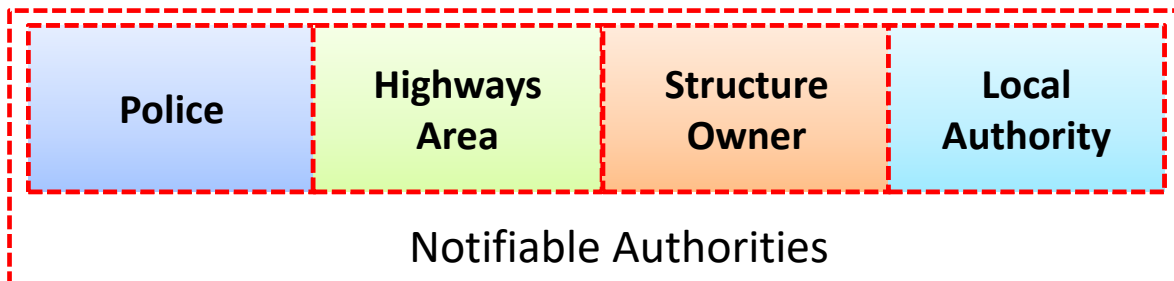 Police
Highways
Area
Structure
Owner
Local
Authority
Notifiable Authorities